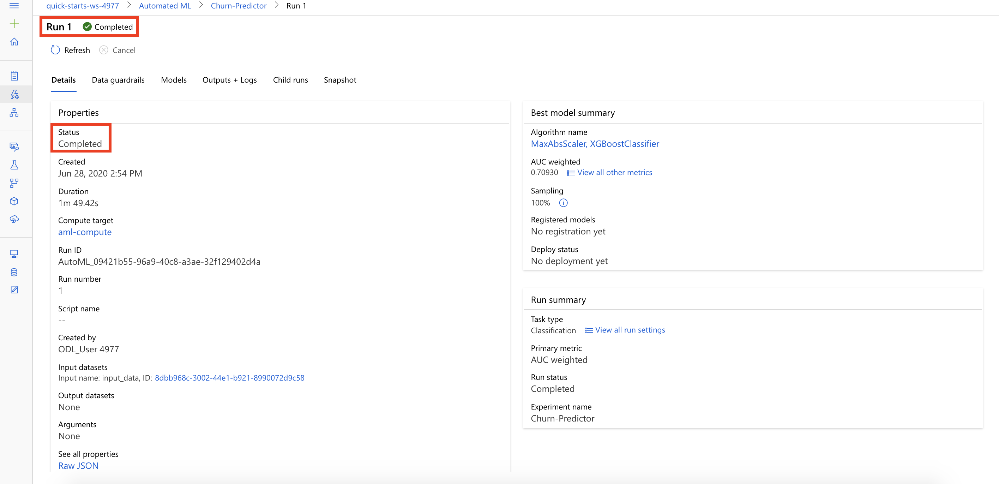 quick-starts-ws-4977 > Automated ML > Churn-Predictor > Run 1
Run 1 Completed
Refresh Cancel
Details Data guardrails Models Outputs + Logs Child runs Snapshot
Properties
Status
Completed
Created
Jun 28, 2020 2:54 PM
Duration
1m 49.42s
Compute target
aml-compute
Run ID
AutoML_09421b55-96a9-40c8-a3ae-32f129402d4a
Run number
1
Script name
--
Created by
ODL_User 4977
Input datasets
Input name: input_data, ID: 8dbb968c-3002-44e1-b921-8990072d9c58
Output datasets
None
Arguments
None
See all properties
Raw JSON
Best model summary
Algorithm name
MaxAbsScaler, XGBoostClassifier
AUC weighted
0.70930 View all other metrics
Sampling
100%
Registered models
No registration yet
Deploy status
No deployment yet
Run summary
Task type
Classification View all run settings
Primary metric
AUC weighted
Run status
Completed
Experiment name
Churn-Predictor